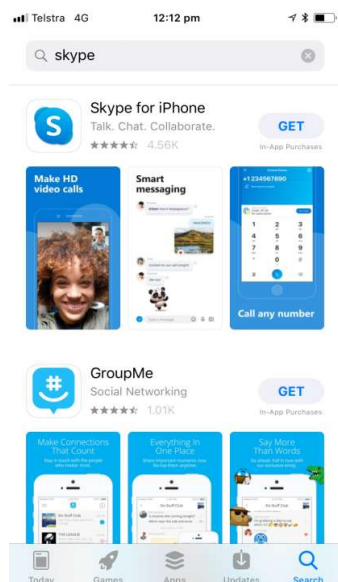 Telstra 4G 12:12 pm
skype
Skype for iPhone
Talk. Chat. Collaborate.
4.56K
GET
In-App Purchases
Make HD
video calls
Smart
messaging
+1234567890
1 2 3
4 5 6
7 8 9
0 #
Call any number
GroupMe
Social Networking
1.01K
GET
In-App Purchases
Make Connections
That Count
Everything In
One Place
Say More
Than Words
Today Games Apps Updates Search